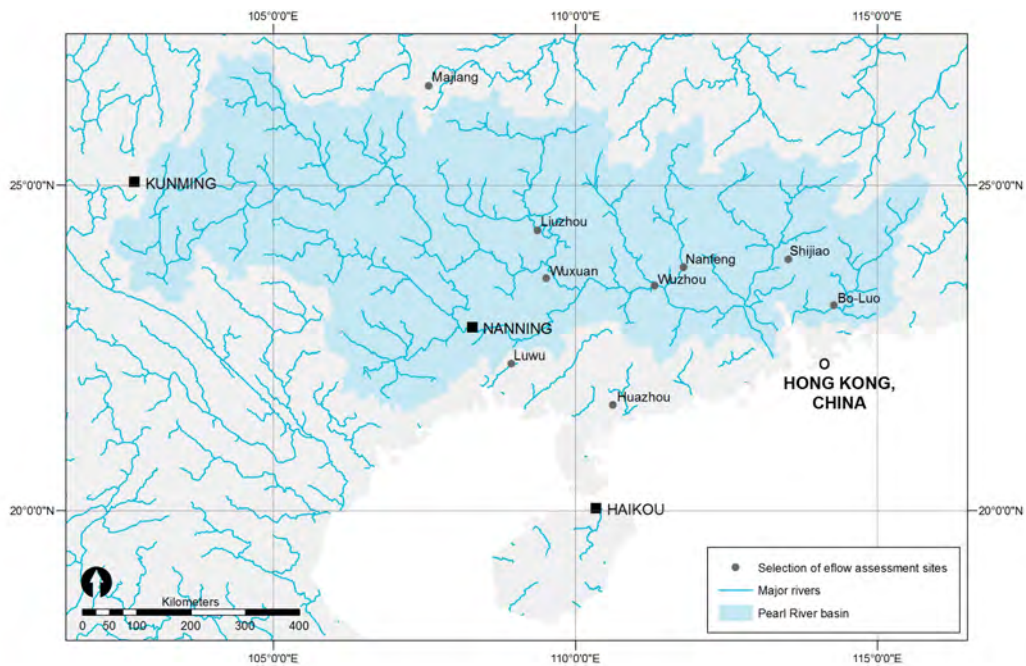 105°0'0"E 110°0'0"E 115°0'0"E
Majiang
25°0'0"N 25°0'0"N
KUNMING
Liuzhou
Shijiao
Nanfeng
Wuxuan
Wuzhou
Bo-Luo
NANNING
Luwu
HONG KONG,
CHINA
Huazhou
20°0'0"N 20°0'0"N
HAIKOU
Selection of eflow assessment sites
Major rivers
Pearl River basin
Kilometers
0 50 100 200 300 400
105°0'0"E 110°0'0"E 115°0'0"E